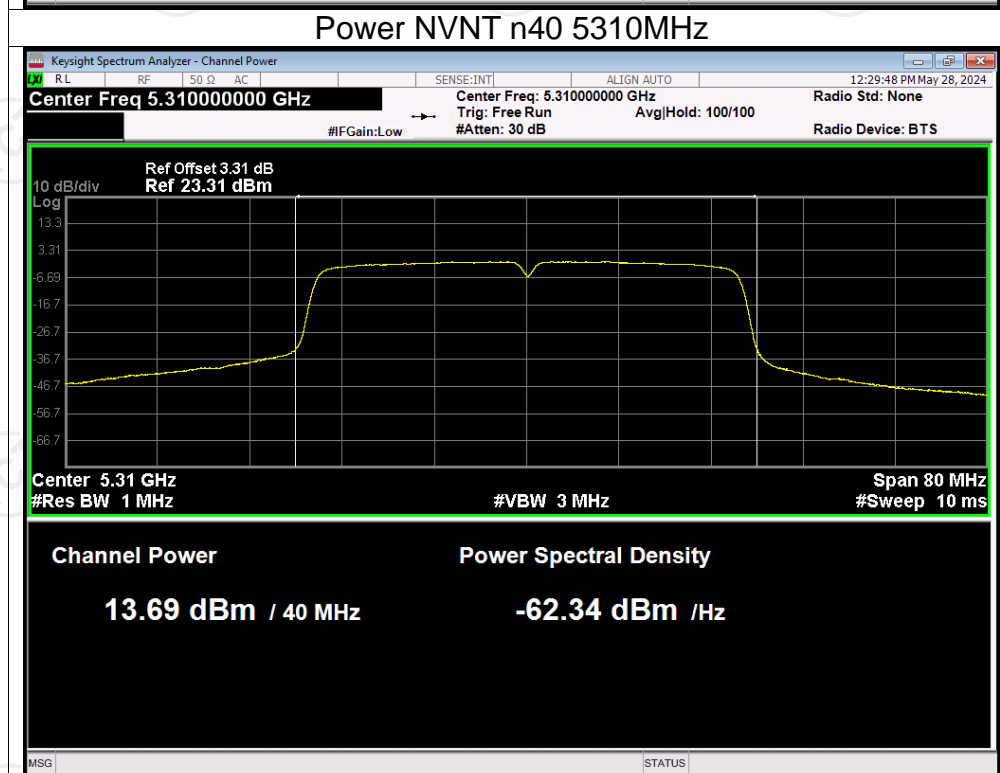 Power NVNT n40 5310MHz
Keysight Spectrum Analyzer - Channel Power
LXI RL RF 50 Ω AC SENSE:INT ALIGN AUTO 12:29:48 PM May 28, 2024
Center Freq 5.310000000 GHz Center Freq: 5.310000000 GHz Radio Std: None
Trig: Free Run Avg|Hold: 100/100
#IFGain:Low #Atten: 30 dB Radio Device: BTS
Ref Offset 3.31 dB
10 dB/div Ref 23.31 dBm
Log
13.3
3.31
-6.69
-16.7
-26.7
-36.7
-46.7
-56.7
-66.7
Center 5.31 GHz Span 80 MHz
#Res BW 1 MHz #VBW 3 MHz #Sweep 10 ms
Channel Power Power Spectral Density
13.69 dBm / 40 MHz -62.34 dBm /Hz
MSG STATUS